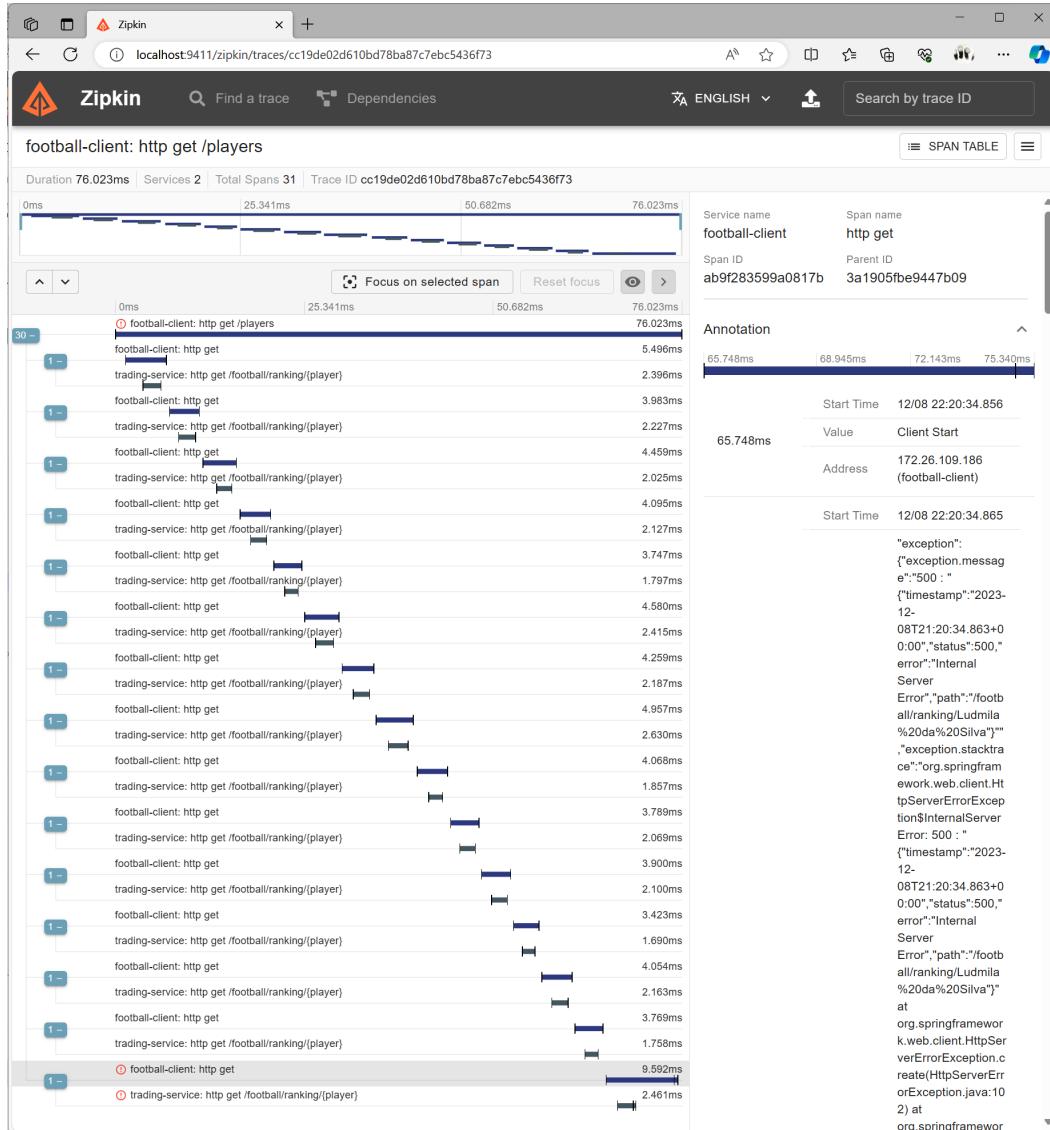 Zipkin
localhost:9411/zipkin/traces/cc19de02d610bd78ba87c7ebc5436f73
Zipkin
Find a trace
Dependencies
ENGLISH
Search by trace ID
football-client: http get /players
SPAN TABLE
Duration 76.023ms Services 2 Total Spans 31 Trace ID cc19de02d610bd78ba87c7ebc5436f73
0ms 25.341ms 50.682ms 76.023ms
Focus on selected span
Reset focus
0ms 25.341ms 50.682ms 76.023ms
football-client: http get /players 76.023ms
30 –
football-client: http get 5.496ms
1 –
trading-service: http get /football/ranking/{player} 2.396ms
football-client: http get 3.983ms
1 –
trading-service: http get /football/ranking/{player} 2.227ms
football-client: http get 4.459ms
1 –
trading-service: http get /football/ranking/{player} 2.025ms
football-client: http get 4.095ms
1 –
trading-service: http get /football/ranking/{player} 2.127ms
football-client: http get 3.747ms
1 –
trading-service: http get /football/ranking/{player} 1.797ms
football-client: http get 4.580ms
1 –
trading-service: http get /football/ranking/{player} 2.415ms
football-client: http get 4.259ms
1 –
trading-service: http get /football/ranking/{player} 2.187ms
football-client: http get 4.957ms
1 –
trading-service: http get /football/ranking/{player} 2.630ms
football-client: http get 4.068ms
1 –
trading-service: http get /football/ranking/{player} 1.857ms
football-client: http get 3.789ms
1 –
trading-service: http get /football/ranking/{player} 2.069ms
football-client: http get 3.900ms
1 –
trading-service: http get /football/ranking/{player} 2.100ms
football-client: http get 3.423ms
1 –
trading-service: http get /football/ranking/{player} 1.690ms
football-client: http get 4.054ms
1 –
trading-service: http get /football/ranking/{player} 2.163ms
football-client: http get 3.769ms
1 –
trading-service: http get /football/ranking/{player} 1.758ms
football-client: http get 9.592ms
1 –
trading-service: http get /football/ranking/{player} 2.461ms
Service name Span name
football-client http get
Span ID Parent ID
ab9f283599a0817b 3a1905fbe9447b09
Annotation
65.748ms 68.945ms 72.143ms 75.340ms
65.748ms
Start Time 12/08 22:20:34.856
Value Client Start
Address 172.26.109.186
(football-client)
Start Time 12/08 22:20:34.865
"exception":
{"exception.messag
e":"500 : "
{"timestamp":"2023-
12-
08T21:20:34.863+0
0:00","status":500,"
error":"Internal
Server
Error","path":"/footb
all/ranking/Ludmila
%20da%20Silva"}""
,"exception.stacktra
ce":"org.springfram
ework.web.client.Ht
tpServerErrorExcep
tion$InternalServer
Error: 500 : "
{"timestamp":"2023-
12-
08T21:20:34.863+0
0:00","status":500,"
error":"Internal
Server
Error","path":"/footb
all/ranking/Ludmila
%20da%20Silva"}"
at
org.springframewor
k.web.client.HttpSer
verErrorException.c
reate(HttpServerErr
orException.java:10
2) at
org.springframewor